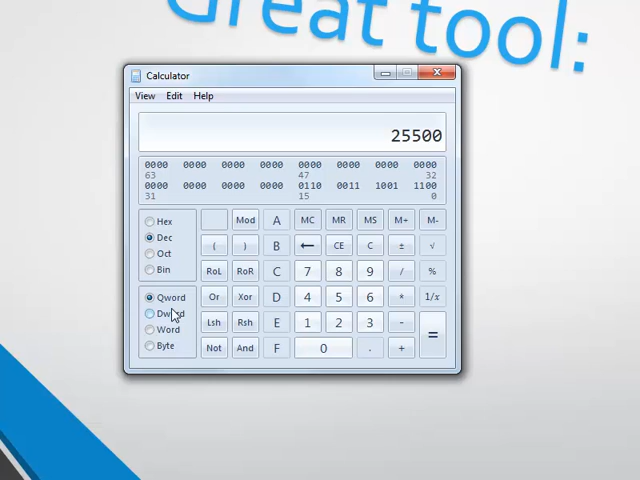 Great tool:
Calculator
View Edit Help
25500
0000 0000 0000 0000 0000 0000 0000 0000
63 47 32
0000 0000 0000 0000 0110 0011 1001 1100
31 15 0
Hex Mod A MC MR MS M+ M-
Dec ( ) B ← CE C ± √
Oct RoL RoR C 7 8 9 / %
Bin
Qword Or Xor D 4 5 6 * 1/x
Dword Lsh Rsh E 1 2 3 - =
Word
Byte Not And F 0 . +